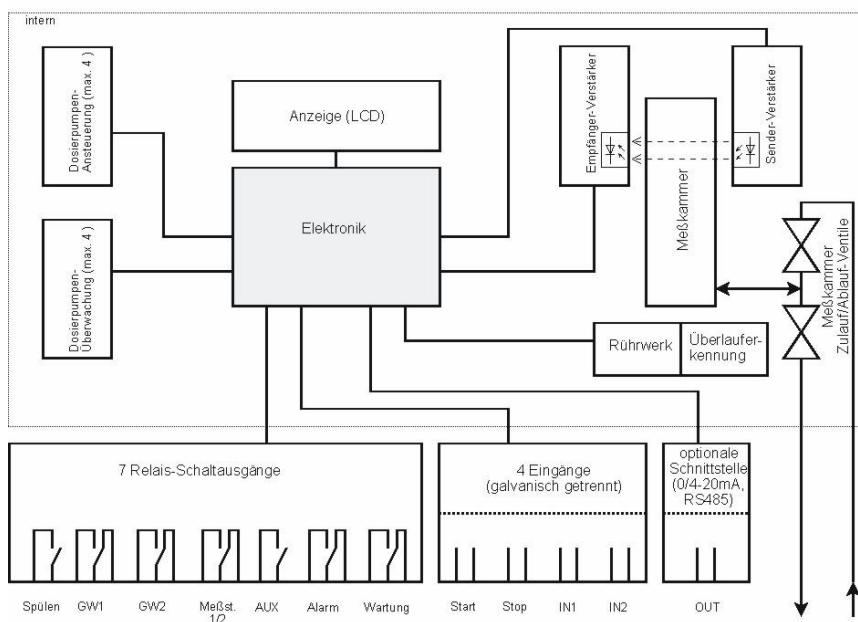 intern
Dosierpumpen-
Ansteuerung (max. 4 )
Anzeige (LCD)
Empfänger-Verstärker
Sender-Verstärker
Meßkammer
Elektronik
Dosierpumpen-
Überwachung (max. 4 )
Meßkammer
Zulauf/Ablauf-Ventile
Rührwerk
Überlaufer-
kennung
7 Relais-Schaltausgänge
4 Eingänge
(galvanisch getrennt)
optionale
Schnittstelle
(0/4-20mA,
RS485)
Spülen
GW1
GW2
Meßst.
1/2
AUX
Alarm
Wartung
Start
Stop
IN1
IN2
OUT